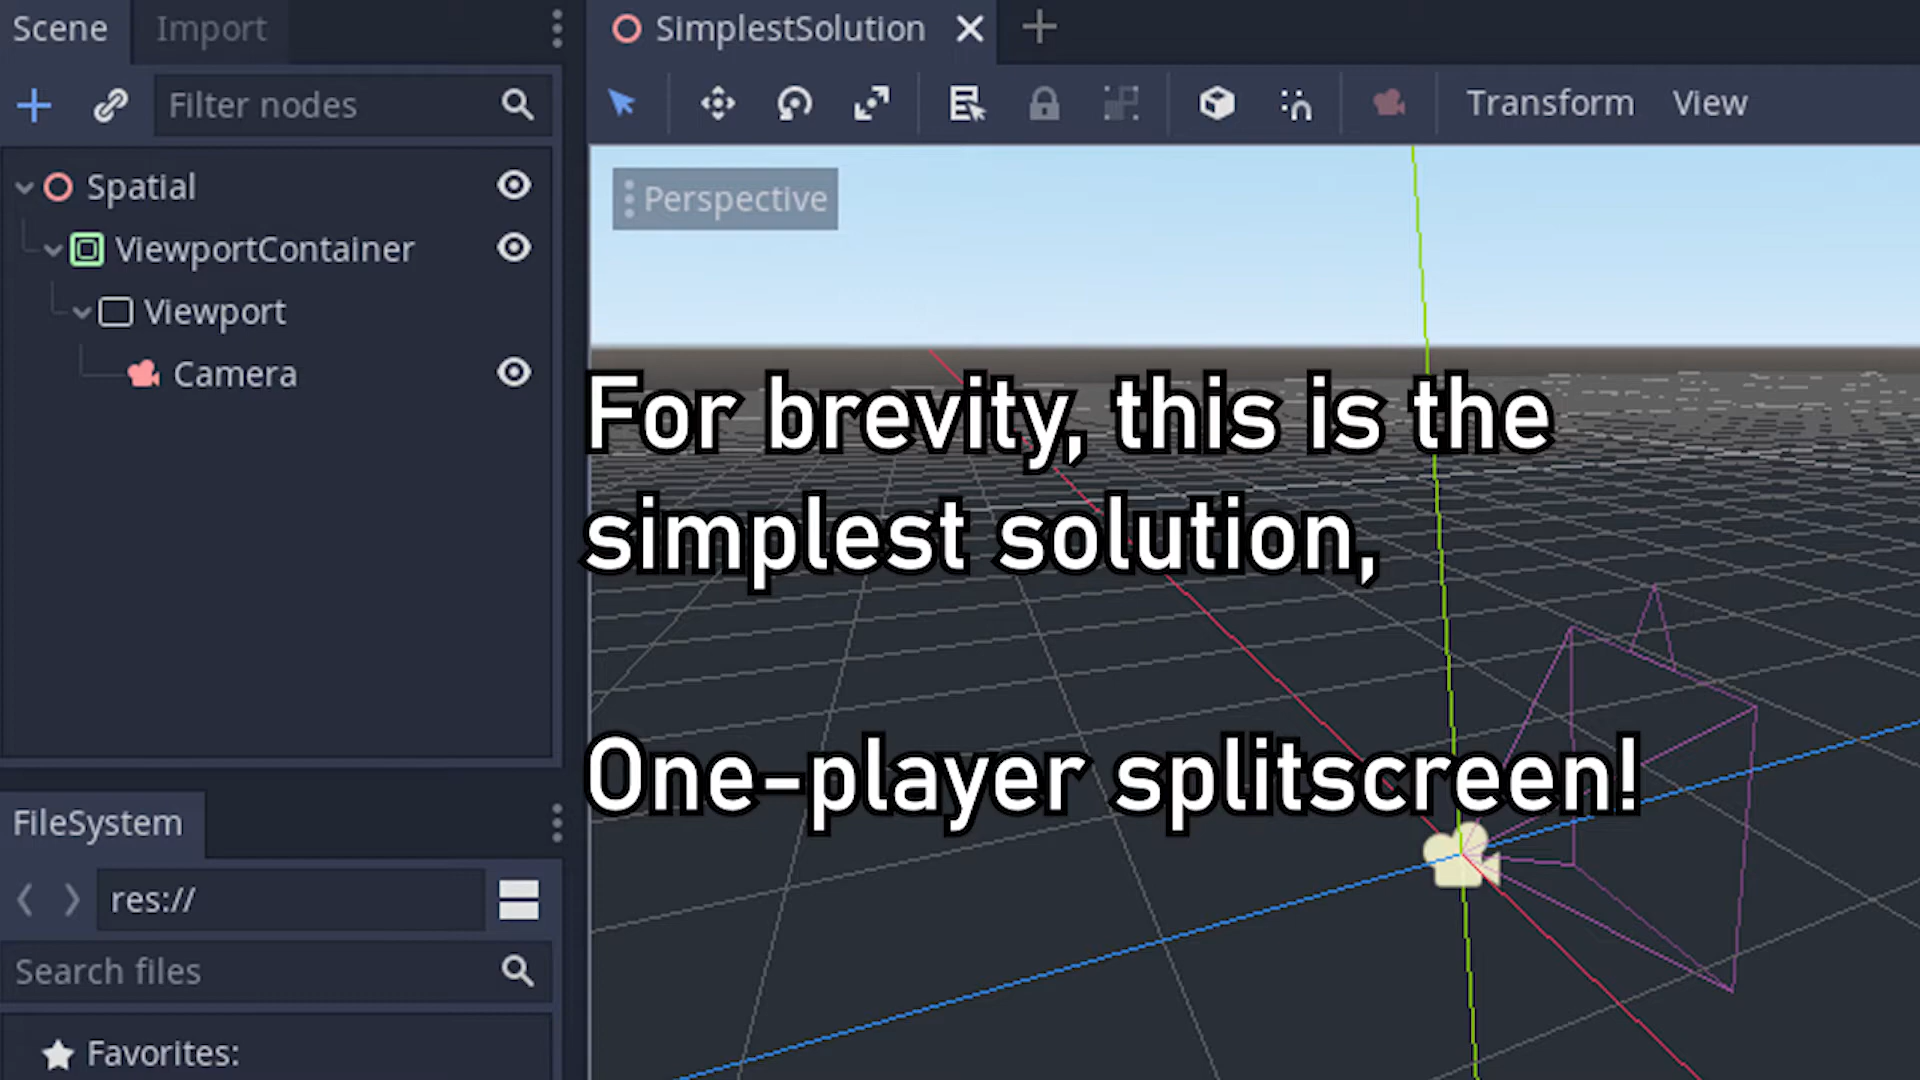 Scene
Import
SimplestSolution
Filter nodes
Transform
View
Spatial
Perspective
ViewportContainer
Viewport
Camera
For brevity, this is the
simplest solution,
One-player splitscreen!
FileSystem
res://
Search files
Favorites: